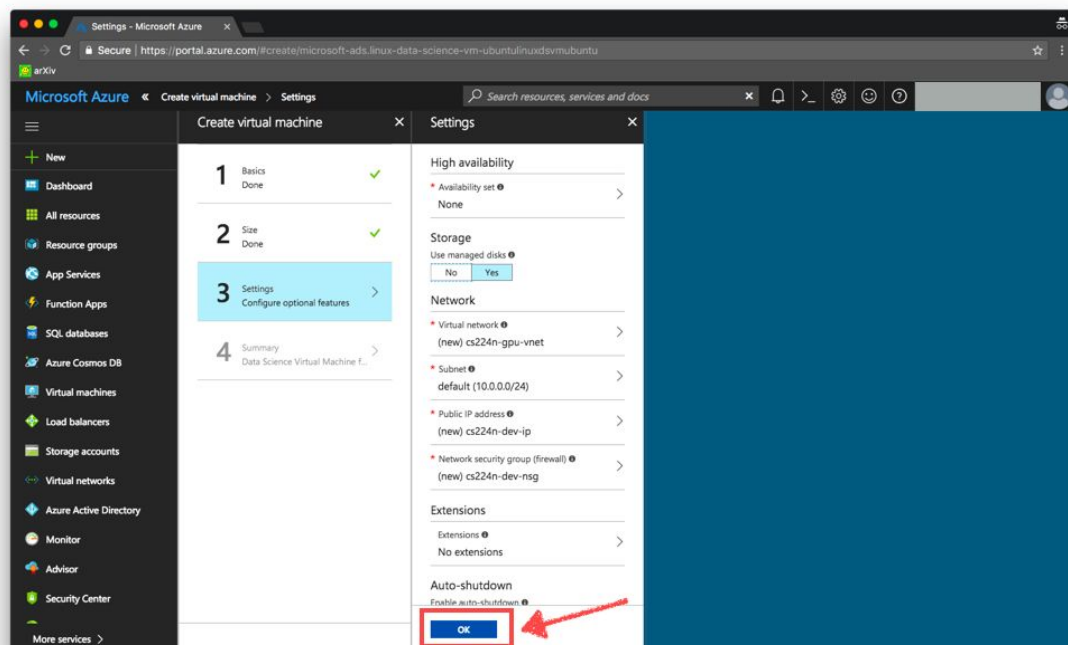 Settings - Microsoft Azure
Secure | https://portal.azure.com/#create/microsoft-ads.linux-data-science-vm-ubuntulinuxdsvmubuntu
arXiv
Microsoft Azure « Create virtual machine > Settings
Search resources, services and docs
New
Dashboard
All resources
Resource groups
App Services
Function Apps
SQL databases
Azure Cosmos DB
Virtual machines
Load balancers
Storage accounts
Virtual networks
Azure Active Directory
Monitor
Advisor
Security Center
More services >
Create virtual machine
1 Basics
Done
2 Size
Done
3 Settings
Configure optional features
4 Summary
Data Science Virtual Machine f...
Settings
High availability
* Availability set
None
Storage
Use managed disks
No Yes
Network
* Virtual network
(new) cs224n-gpu-vnet
* Subnet
default (10.0.0.0/24)
* Public IP address
(new) cs224n-dev-ip
* Network security group (firewall)
(new) cs224n-dev-nsg
Extensions
Extensions
No extensions
Auto-shutdown
Enable auto-shutdown
OK